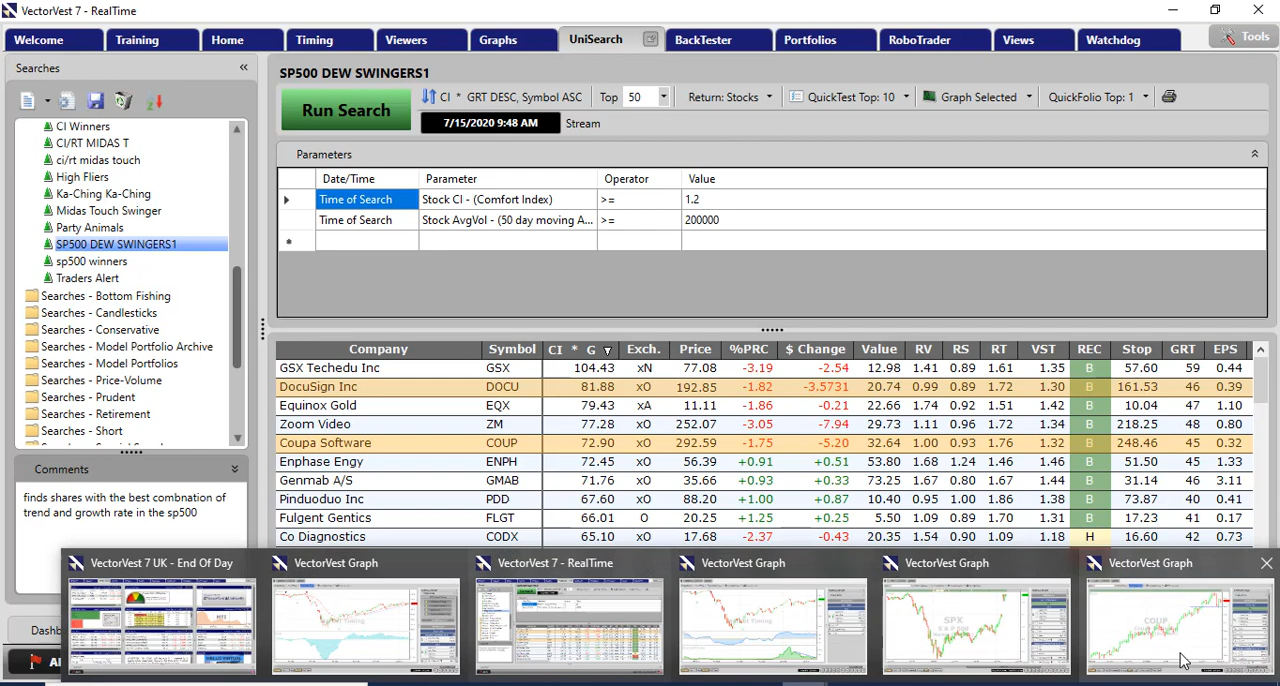 VectorVest 7 - RealTime
Welcome Training Home Timing Viewers Graphs UniSearch BackTester Portfolios RoboTrader Views Watchdog Tools
Searches
CI Winners
CI/RT MIDAS T
ci/rt midas touch
High Fliers
Ka-Ching Ka-Ching
Midas Touch Swinger
Party Animals
SP500 DEW SWINGERS1
sp500 winners
Traders Alert
Searches - Bottom Fishing
Searches - Candlesticks
Searches - Conservative
Searches - Model Portfolio Archive
Searches - Model Portfolios
Searches - Price-Volume
Searches - Prudent
Searches - Retirement
Searches - Short
Comments
finds shares with the best combnation of
trend and growth rate in the sp500
SP500 DEW SWINGERS1
Run Search
CI * GRT DESC, Symbol ASC Top 50 Return: Stocks QuickTest Top: 10 Graph Selected QuickFolio Top: 1
7/15/2020 9:48 AM Stream
Parameters
Date/Time Parameter Operator Value
Time of Search Stock CI - (Comfort Index) >= 1.2
Time of Search Stock AvgVol - (50 day moving A... >= 200000
Company Symbol CI * G Exch. Price %PRC $ Change Value RV RS RT VST REC Stop GRT EPS
GSX Techedu Inc GSX 104.43 xN 77.08 -3.19 -2.54 12.98 1.41 0.89 1.61 1.35 B 57.60 59 0.44
DocuSign Inc DOCU 81.88 xO 192.85 -1.82 -3.5731 20.74 0.99 0.89 1.72 1.30 B 161.53 46 0.39
Equinox Gold EQX 79.43 xA 11.11 -1.86 -0.21 22.66 1.74 0.92 1.51 1.42 B 10.04 47 1.10
Zoom Video ZM 77.28 xO 252.07 -3.05 -7.94 29.73 1.11 0.96 1.72 1.34 B 218.25 48 0.80
Coupa Software COUP 72.90 xO 292.59 -1.75 -5.20 32.64 1.00 0.93 1.76 1.32 B 248.46 45 0.32
Enphase Engy ENPH 72.45 xO 56.39 +0.91 +0.51 53.80 1.68 1.24 1.46 1.46 B 51.50 45 1.33
Genmab A/S GMAB 71.76 xO 35.66 +0.93 +0.33 73.25 1.67 0.80 1.67 1.44 B 31.14 46 3.11
Pinduoduo Inc PDD 67.60 xO 88.20 +1.00 +0.87 10.40 0.95 1.00 1.86 1.38 B 73.87 40 0.41
Fulgent Gentics FLGT 66.01 O 20.25 +1.25 +0.25 5.50 1.09 0.89 1.70 1.31 B 17.23 41 0.17
Co Diagnostics CODX 65.10 xO 17.68 -2.37 -0.43 20.35 1.54 0.90 1.09 1.18 H 16.60 42 0.73
VectorVest 7 UK - End Of Day VectorVest Graph VectorVest 7 - RealTime VectorVest Graph VectorVest Graph VectorVest Graph
SPX
COUP